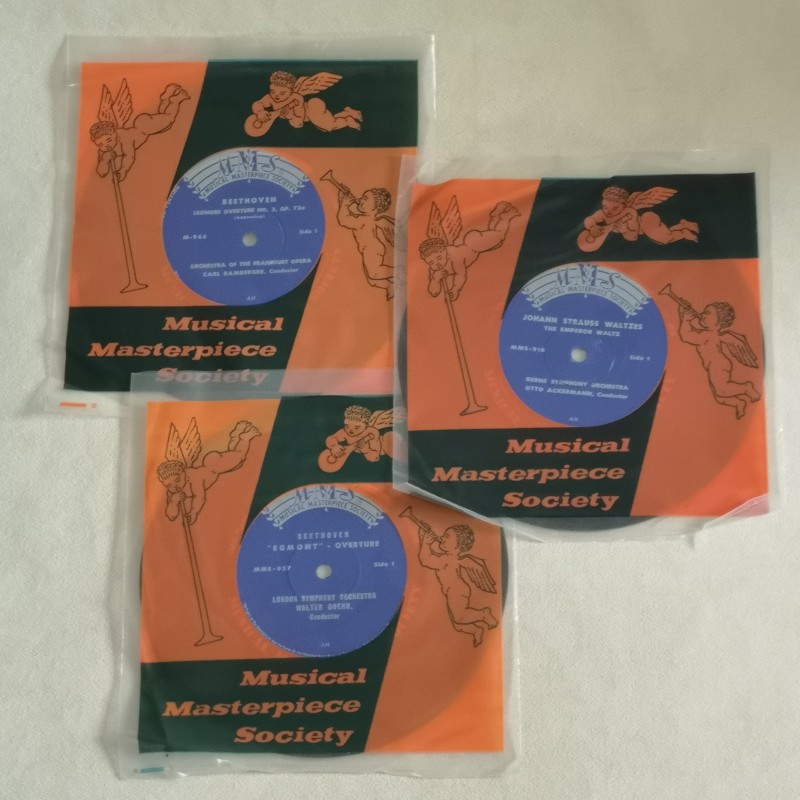 M-M-S
MUSICAL MASTERPIECE SOCIETY
BEETHOVEN
LEONORE OVERTURE NO. 3, OP. 72a
M-946
Side 1
ORCHESTRA OF THE FRANKFURT OPERA
CARL BAMBERGER, Conductor
Musical
Masterpiece
Society
M-M-S
MUSICAL MASTERPIECE SOCIETY
JOHANN STRAUSS WALTZES
THE EMPEROR WALTZ
MMS-918
Side 1
BERNE SYMPHONY ORCHESTRA
OTTO ACKERMANN, Conductor
Musical
Masterpiece
Society
M-M-S
MUSICAL MASTERPIECE SOCIETY
BEETHOVEN
"EGMONT" - OVERTURE
MMS-957
Side 1
LONDON SYMPHONY ORCHESTRA
WALTER GOEHR,
Conductor
Musical
Masterpiece
Society